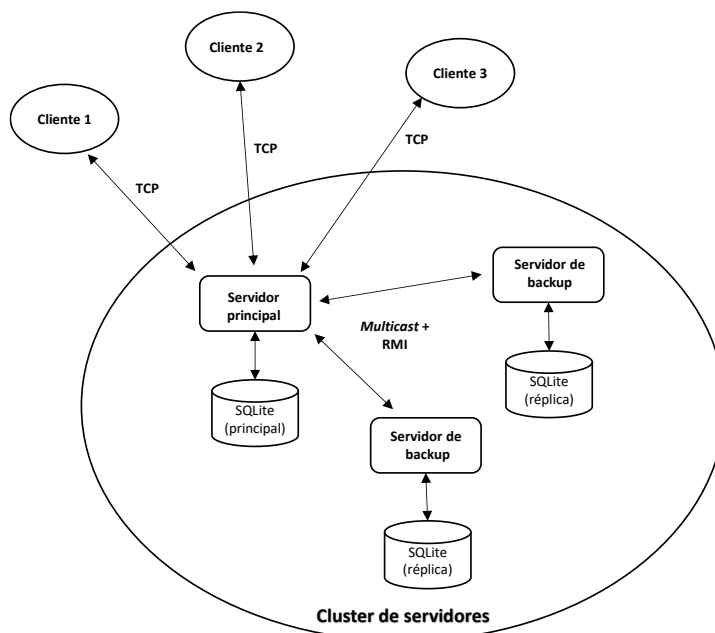 Cliente 2
Cliente 3
Cliente 1
TCP
TCP
TCP
Servidor de
backup
Servidor
principal
Multicast +
RMI
SQLite
(réplica)
SQLite
(principal)
Servidor de
backup
SQLite
(réplica)
Cluster de servidores